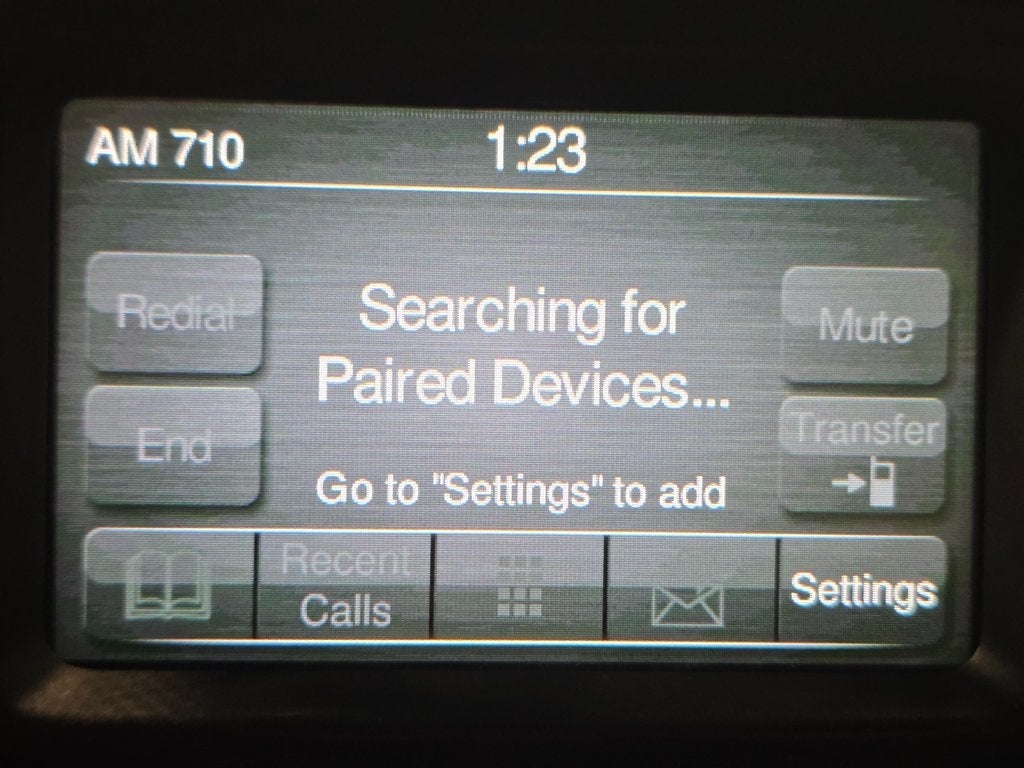 AM 710
1:23
Redial
Searching for
Paired Devices...
Mute
End
Transfer
Go to "Settings" to add
Recent
Calls
Settings